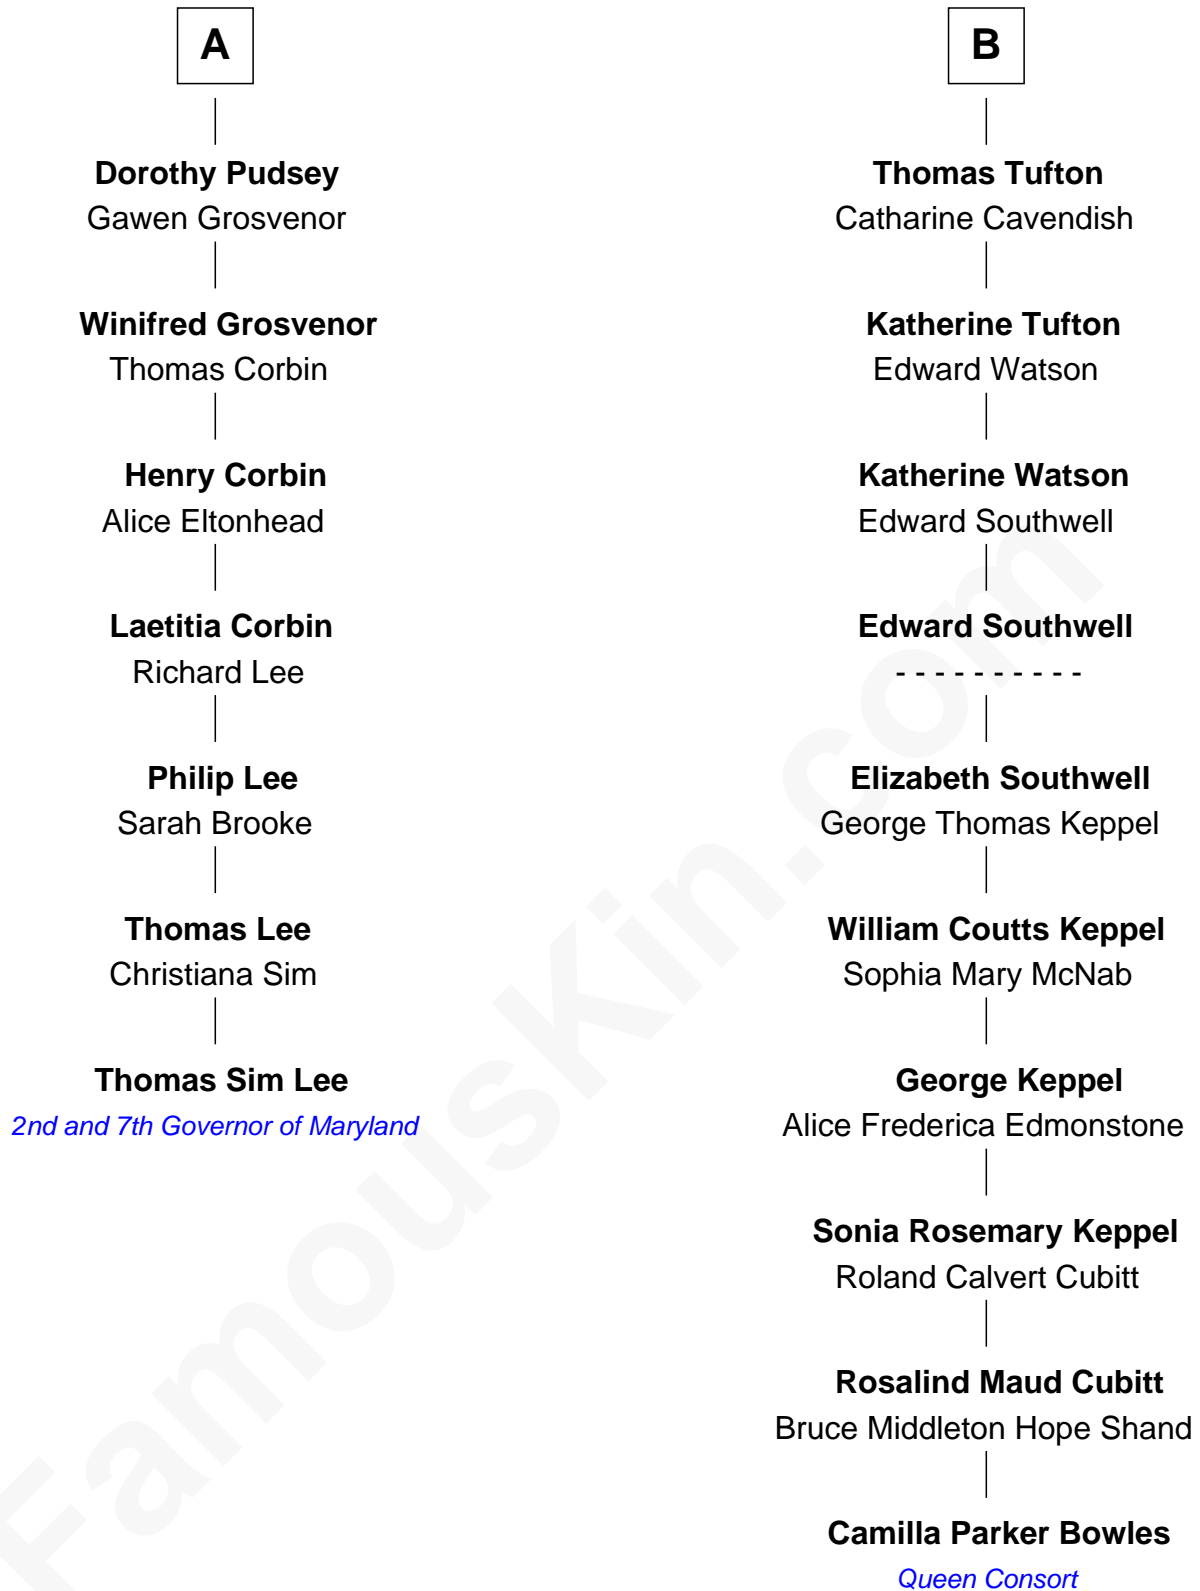 A
Dorothy Pudsey
Gawen Grosvenor
Winifred Grosvenor
Thomas Corbin
Henry Corbin
Alice Eltonhead
Laetitia Corbin
Richard Lee
Philip Lee
Sarah Brooke
Thomas Lee
Christiana Sim
Thomas Sim Lee
2nd and 7th Governor of Maryland
B
Thomas Tufton
Catharine Cavendish
Katherine Tufton
Edward Watson
Katherine Watson
Edward Southwell
Edward Southwell
- - - - - - - - - -
Elizabeth Southwell
George Thomas Keppel
William Coutts Keppel
Sophia Mary McNab
George Keppel
Alice Frederica Edmonstone
Sonia Rosemary Keppel
Roland Calvert Cubitt
Rosalind Maud Cubitt
Bruce Middleton Hope Shand
Camilla Parker Bowles
Queen Consort
FamousKin.com